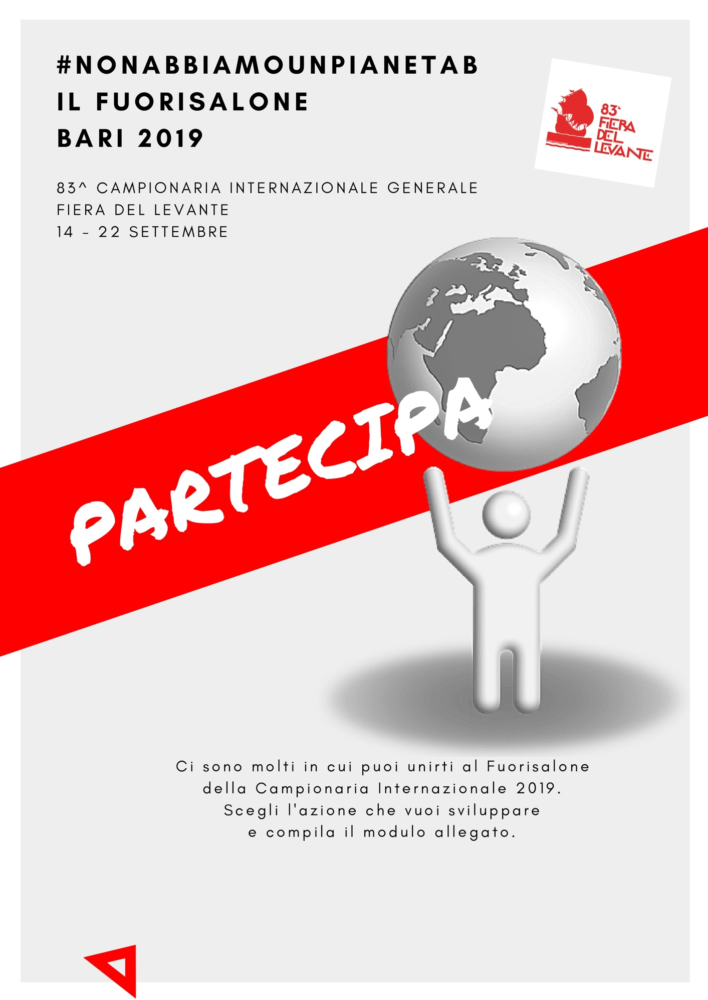 #NONABBIAMOUNPIANETAB
IL FUORISALONE
BARI 2019
83^
FIERA
DEL
LEVANTE
83^ CAMPIONARIA INTERNAZIONALE GENERALE
FIERA DEL LEVANTE
14 - 22 SETTEMBRE
PARTECIPA
Ci sono molti in cui puoi unirti al Fuorisalone
della Campionaria Internazionale 2019.
Scegli l'azione che vuoi sviluppare
e compila il modulo allegato.